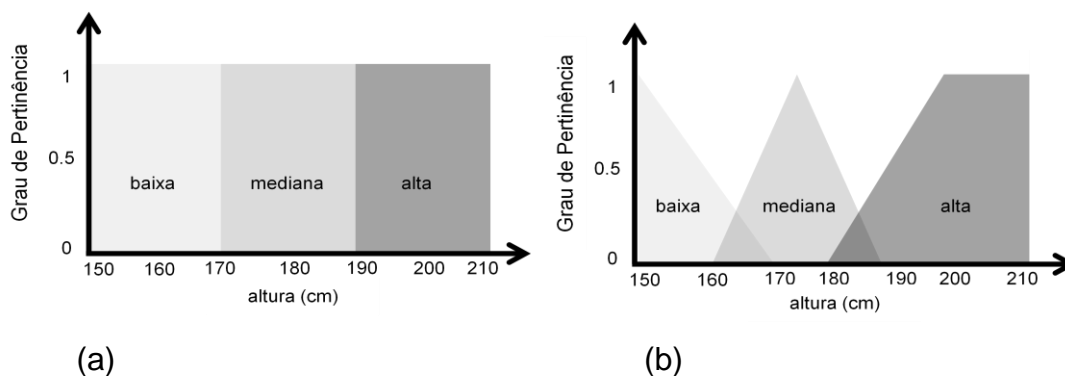 Grau de Pertinência
1
0.5
0
baixa
mediana
alta
150 160 170 180 190 200 210
altura (cm)
(a)
Grau de Pertinência
1
0.5
0
baixa
mediana
alta
150 160 170 180 190 200 210
altura (cm)
(b)